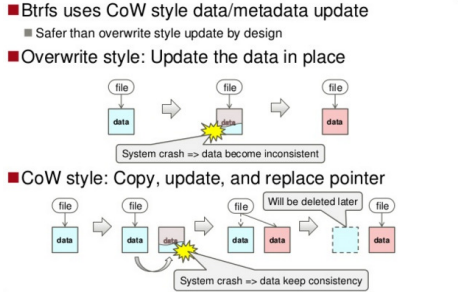 Btrfs uses CoW style data/metadata update
Safer than overwrite style update by design
Overwrite style: Update the data in place
file file file
data data data
System crash => data become inconsistent
CoW style: Copy, update, and replace pointer
Will be deleted later
file file file file
data data data data data data
System crash => data keep consistency